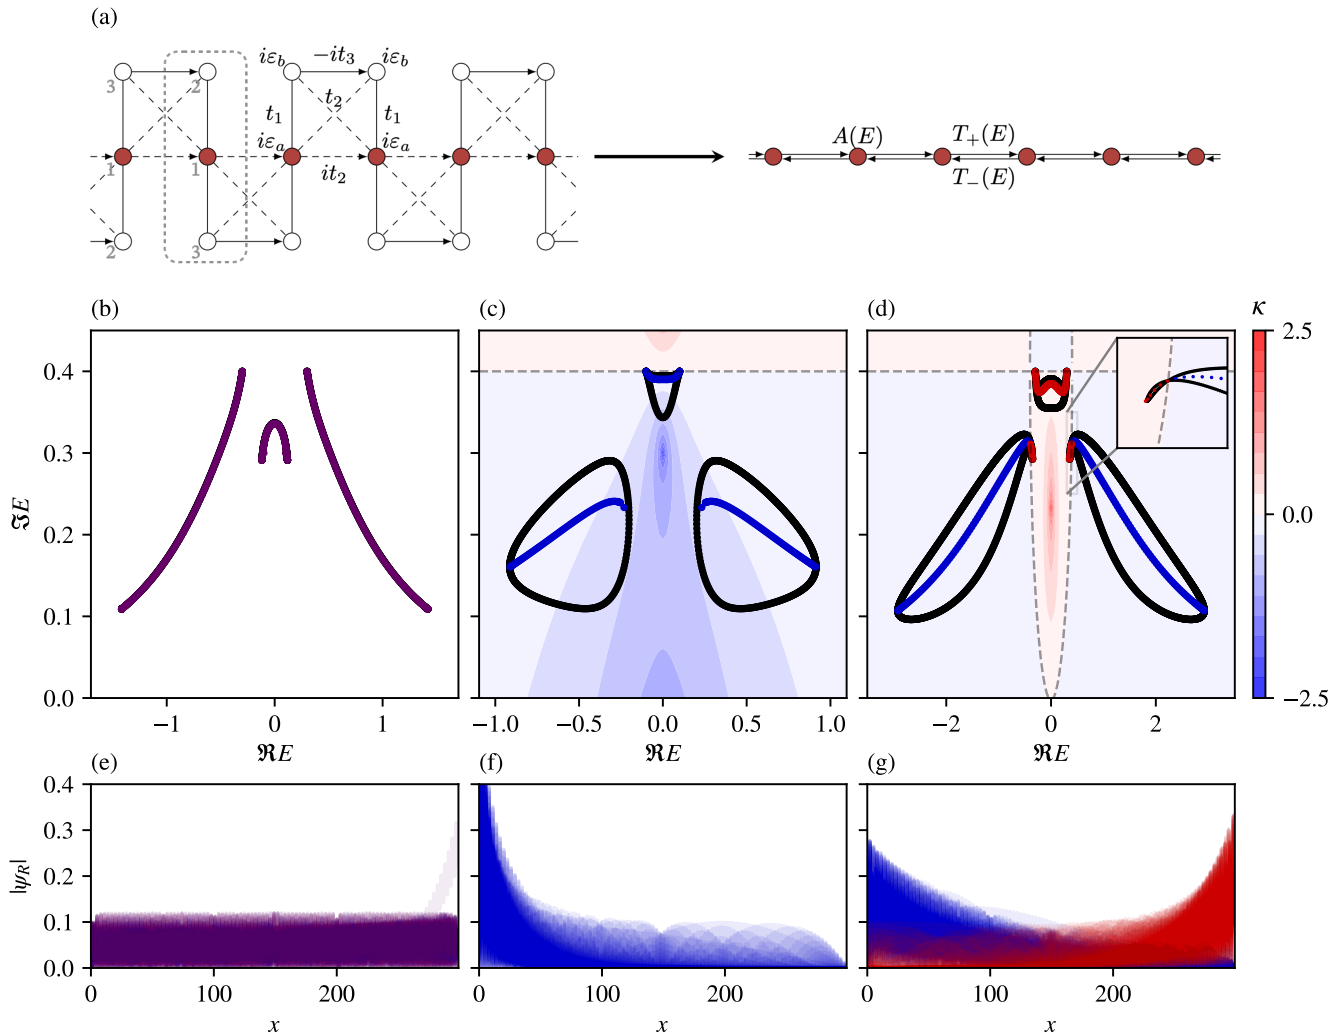 (a)
iε_b −it_3 iε_b
3 2
t_2
t_1 t_1
iε_a iε_a A(E) T_+(E)
1 1 it_2 T_−(E)
2 3
(b) (c) (d) κ
0.4 2.5
0.3
ℑE 0.2 0.0
0.1
0.0 −2.5
−1 0 1 −1.0 −0.5 0.0 0.5 1.0 −2 0 2
ℜE ℜE ℜE
(e) (f) (g)
0.4
0.3
|ψ_R| 0.2
0.1
0.0
0 100 200 0 100 200 0 100 200
x x x